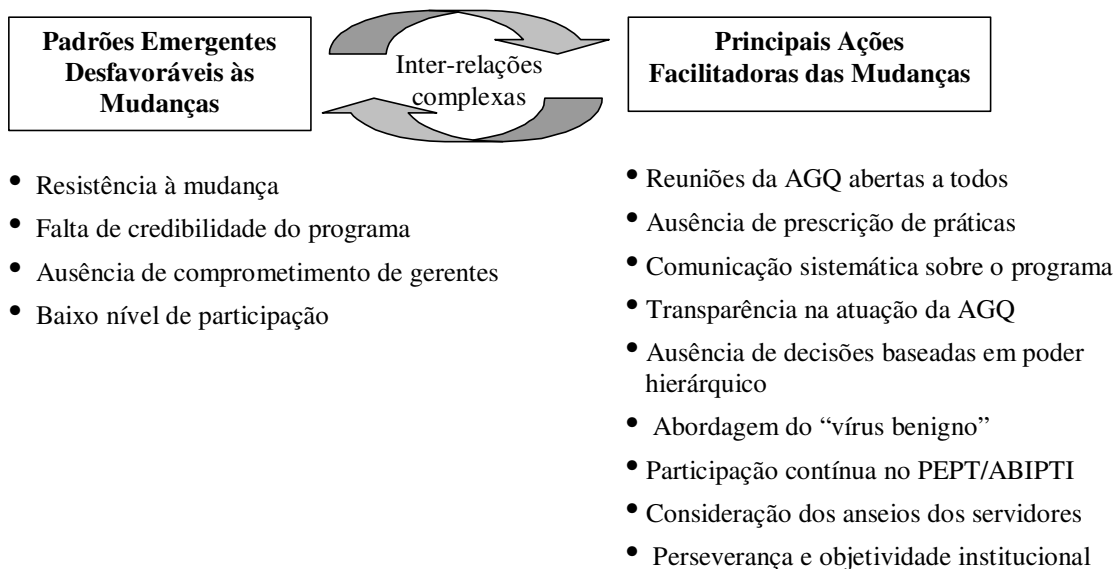 Padrões Emergentes
Desfavoráveis às
Mudanças
Inter-relações
complexas
Principais Ações
Facilitadoras das Mudanças
• Resistência à mudança
• Falta de credibilidade do programa
• Ausência de comprometimento de gerentes
• Baixo nível de participação
• Reuniões da AGQ abertas a todos
• Ausência de prescrição de práticas
• Comunicação sistemática sobre o programa
• Transparência na atuação da AGQ
• Ausência de decisões baseadas em poder
hierárquico
• Abordagem do “vírus benigno”
• Participação contínua no PEPT/ABIPTI
• Consideração dos anseios dos servidores
• Perseverança e objetividade institucional